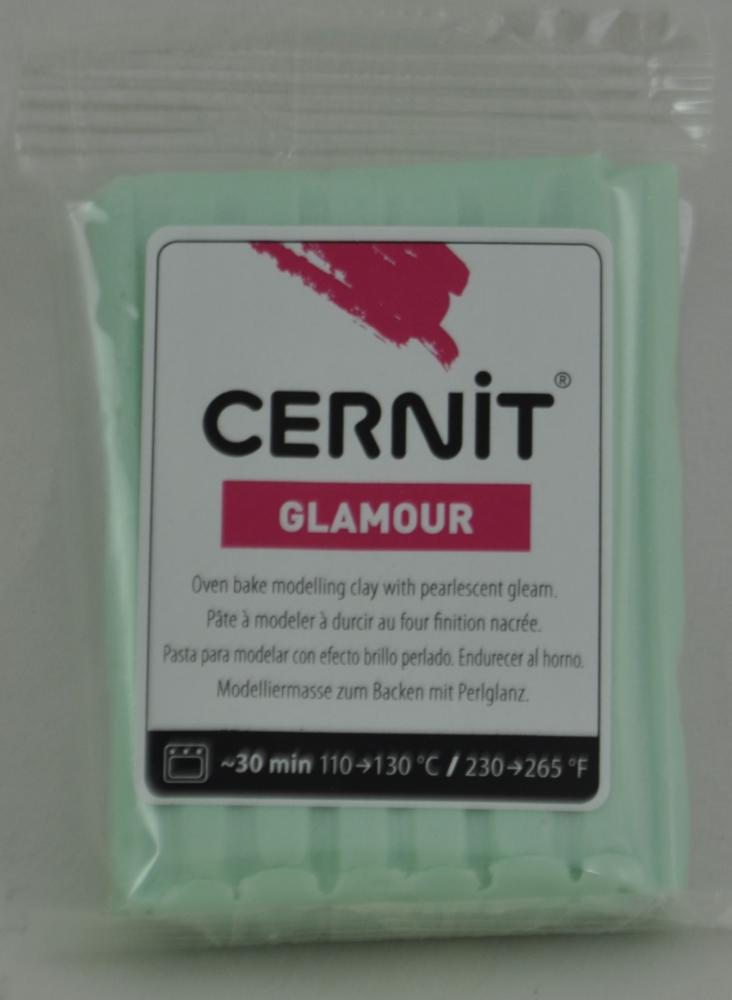 CERNiT®
GLAMOUR
Oven bake modelling clay with pearlescent gleam.
Pâte à modeler à durcir au four finition nacrée.
Pasta para modelar con efecto brillo perlado. Endurecer al horno.
Modelliermasse zum Backen mit Perlglanz.
~30 min 110→130 °C / 230→265 °F